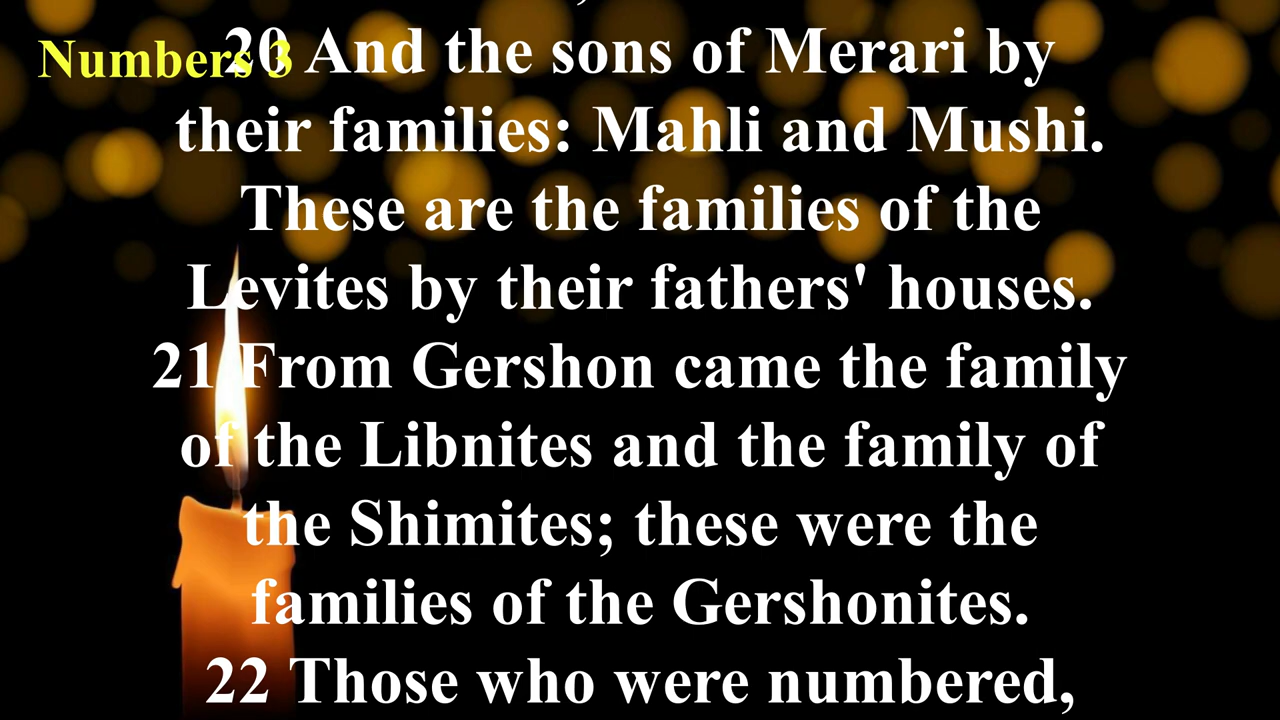 Numbers 3
20 And the sons of Merari by
their families: Mahli and Mushi.
These are the families of the
Levites by their fathers' houses.
21 From Gershon came the family
of the Libnites and the family of
the Shimites; these were the
families of the Gershonites.
22 Those who were numbered,